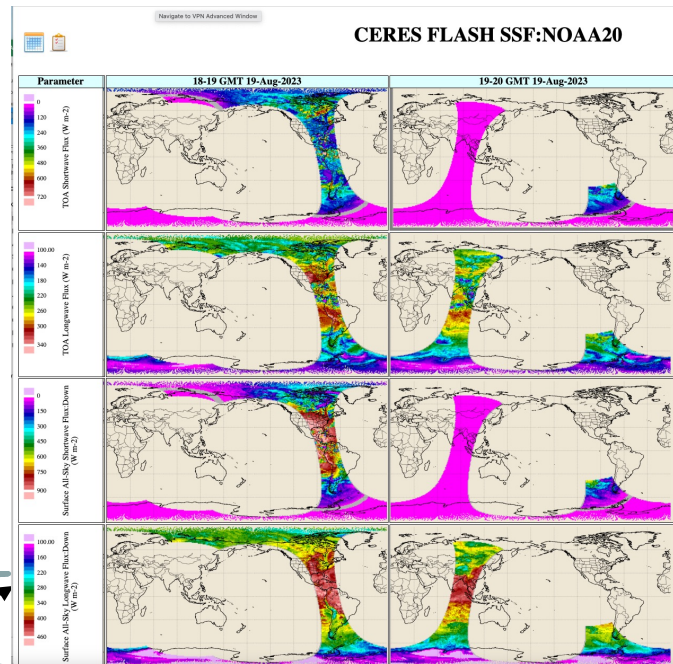 Navigate to VPN Advanced Window
CERES FLASH SSF:NOAA20
Parameter
18-19 GMT 19-Aug-2023
19-20 GMT 19-Aug-2023
0
120
240
360
480
600
720
TOA Shortwave Flux (W m-2)
100.00
140
180
220
260
300
340
TOA Longwave Flux (W m-2)
0
150
300
450
600
750
900
Surface All-Sky Shortwave Flux:Down
(W m-2)
100.00
160
220
280
340
400
460
Surface All-Sky Longwave Flux:Down
(W m-2)